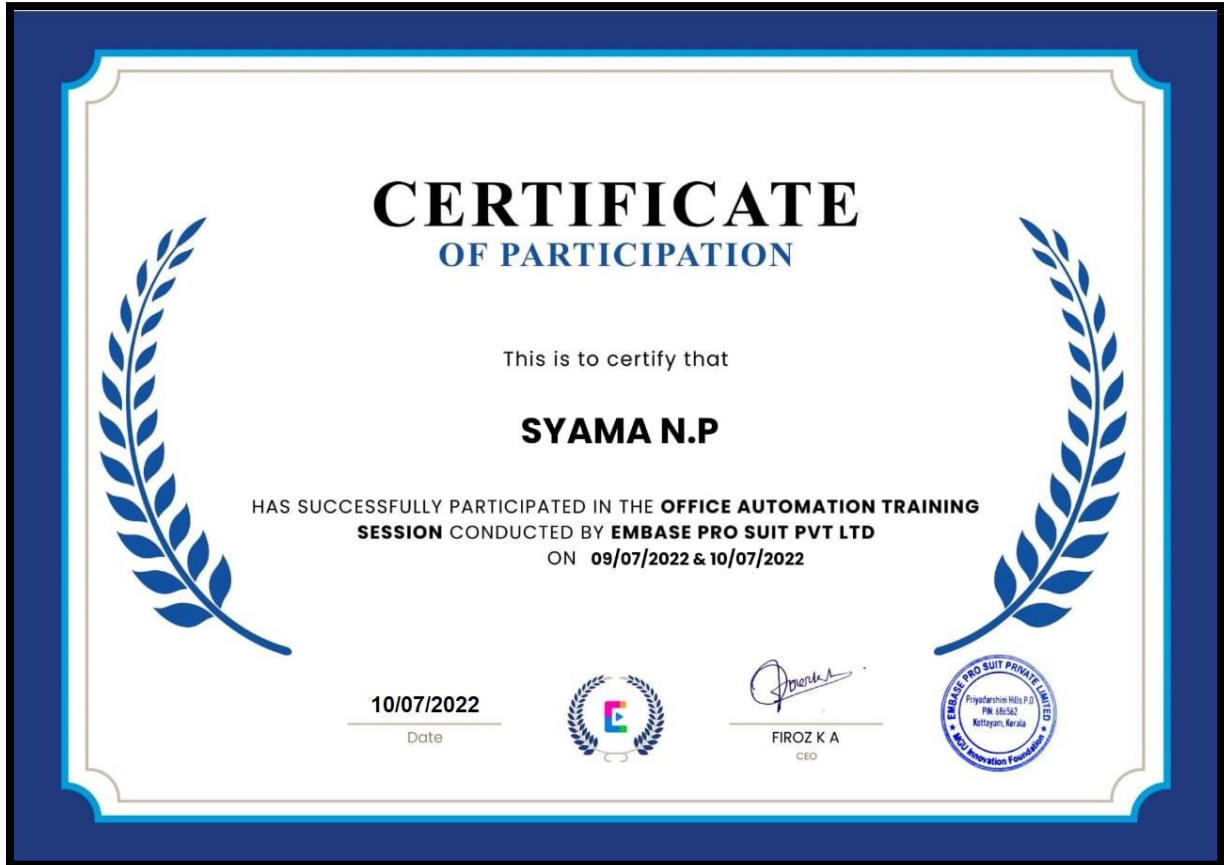 CERTIFICATE
OF PARTICIPATION
This is to certify that
SYAMA N.P
HAS SUCCESSFULLY PARTICIPATED IN THE OFFICE AUTOMATION TRAINING
SESSION CONDUCTED BY EMBASE PRO SUIT PVT LTD
ON 09/07/2022 & 10/07/2022
10/07/2022
Date
E
FIROZ K A
CEO
EMBASE PRO SUIT PRIVATE LIMITED
Priyadarshini Hills P.O
PIN: 686562
Kottayam, Kerala
MGU Innovation Foundation